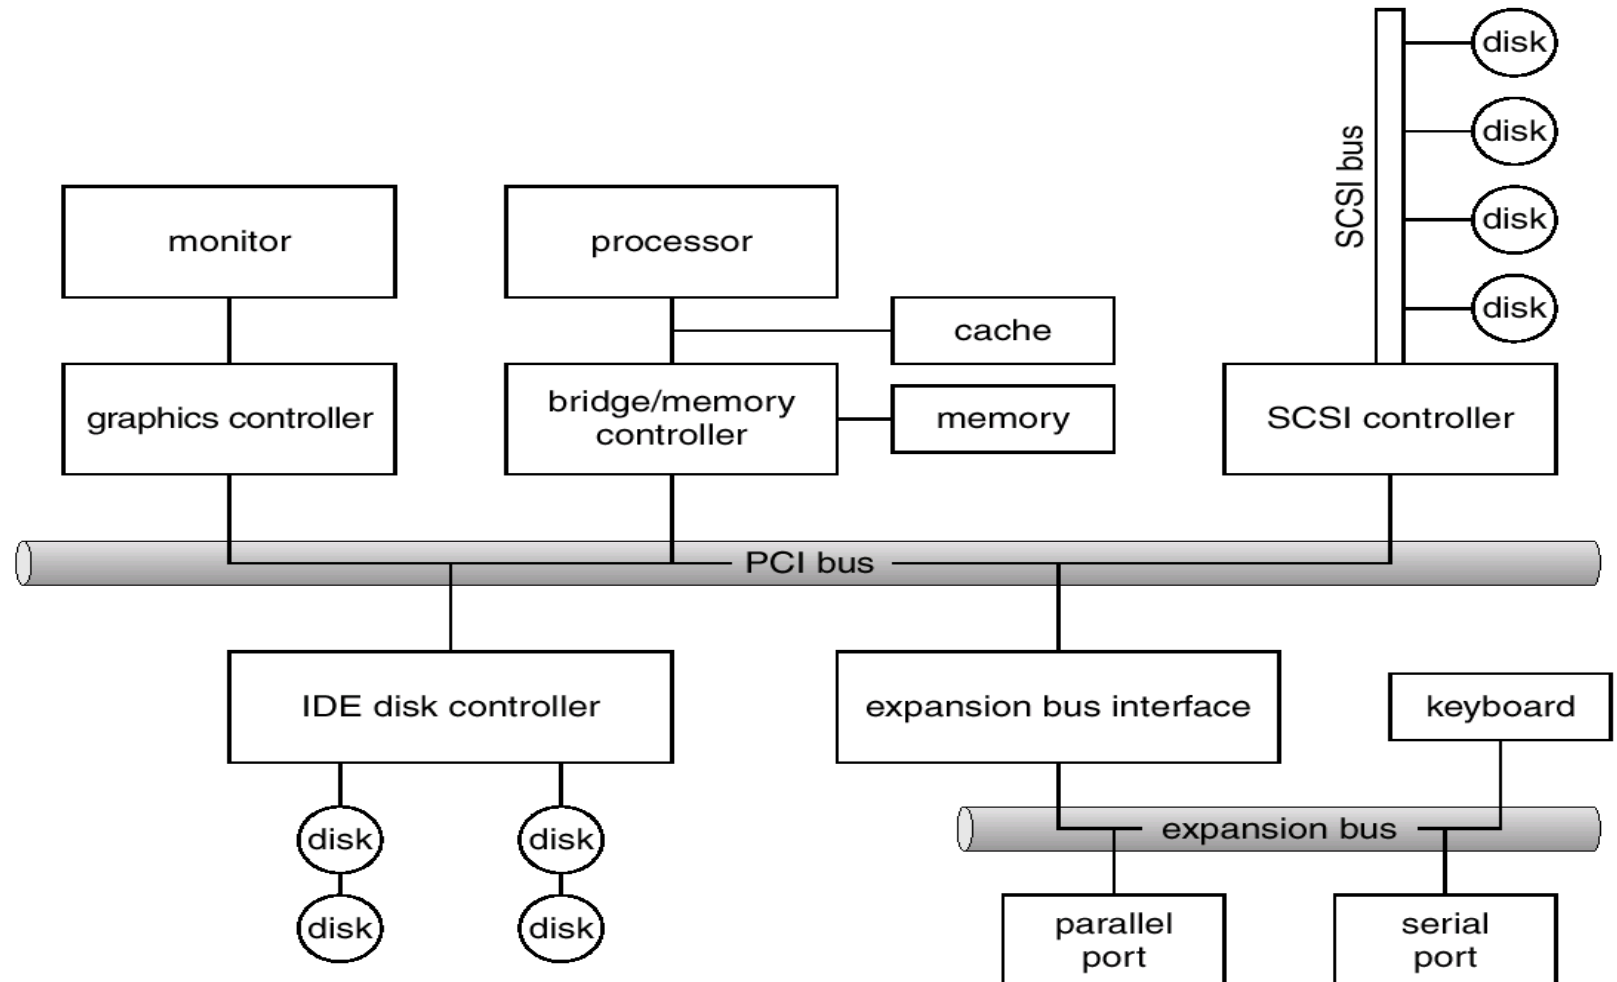 disk
disk
SCSI bus
disk
disk
monitor
processor
cache
graphics controller
bridge/memory
controller
memory
SCSI controller
PCI bus
IDE disk controller
expansion bus interface
keyboard
disk
disk
expansion bus
disk
disk
parallel
port
serial
port